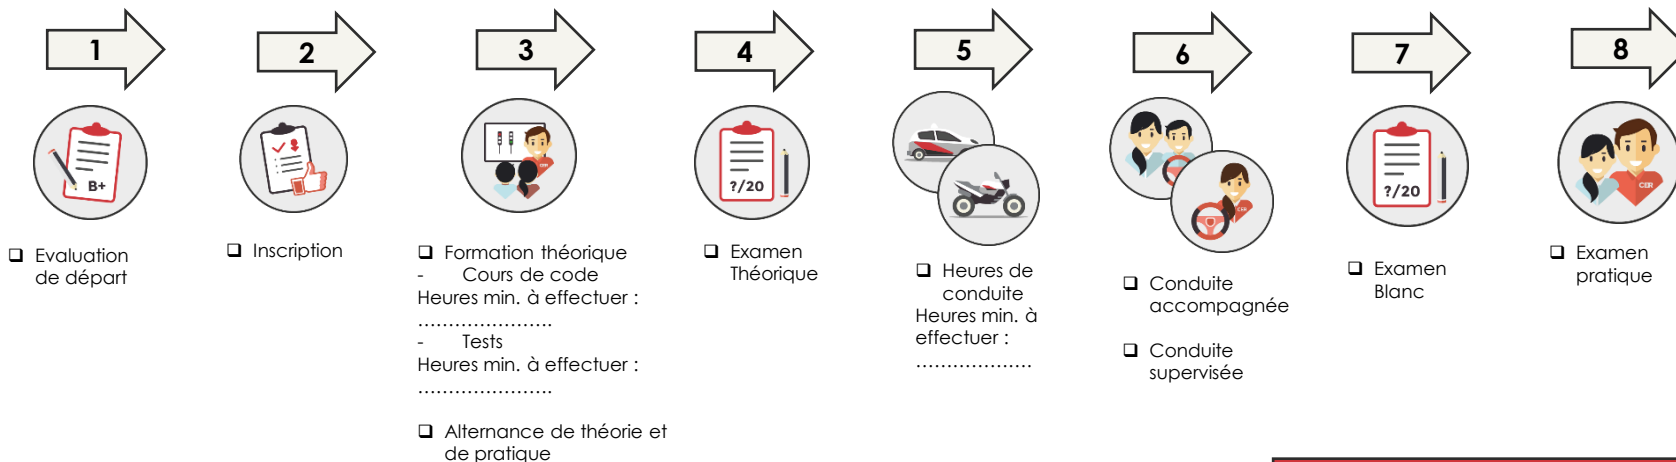 1
2
3
4
5
6
7
8
B+
?/20
?/20
CER
CER
CER
❑ Evaluation
de départ
❑ Inscription
❑ Formation théorique
- Cours de code
Heures min. à effectuer :
......................
- Tests
Heures min. à effectuer :
......................
❑ Alternance de théorie et
de pratique
❑ Examen
Théorique
❑ Heures de
conduite
Heures min. à
effectuer :
...................
❑ Conduite
accompagnée
❑ Conduite
supervisée
❑ Examen
Blanc
❑ Examen
pratique